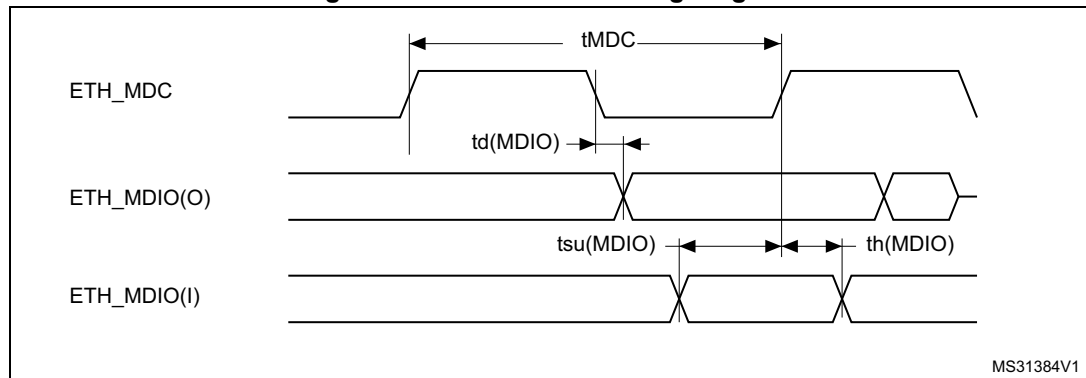 tMDC
ETH_MDC
td(MDIO)
ETH_MDIO(O)
tsu(MDIO)
th(MDIO)
ETH_MDIO(I)
MS31384V1